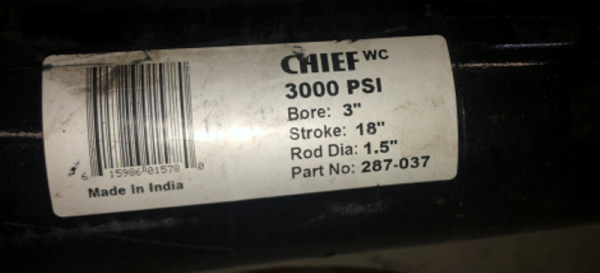 CHIEF WC
3000 PSI
Bore: 3"
Stroke: 18"
Rod Dia: 1.5"
Part No: 287-037
6 15986 01578 0
Made In India